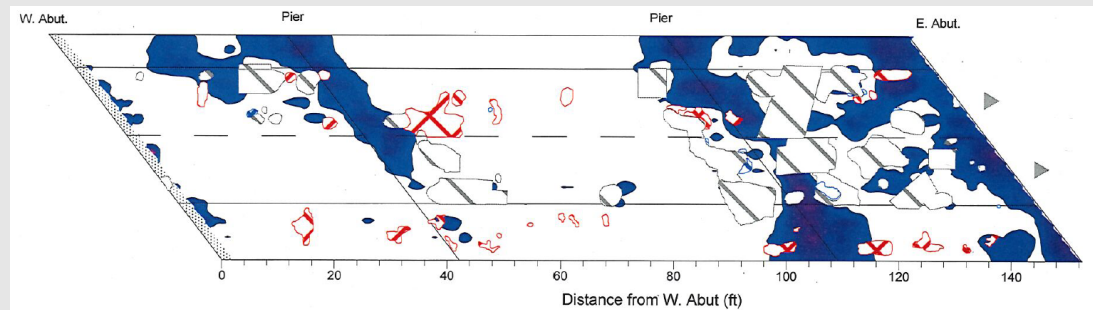 W. Abut.
Pier
Pier
E. Abut.
0 20 40 60 80 100 120 140
Distance from W. Abut (ft)